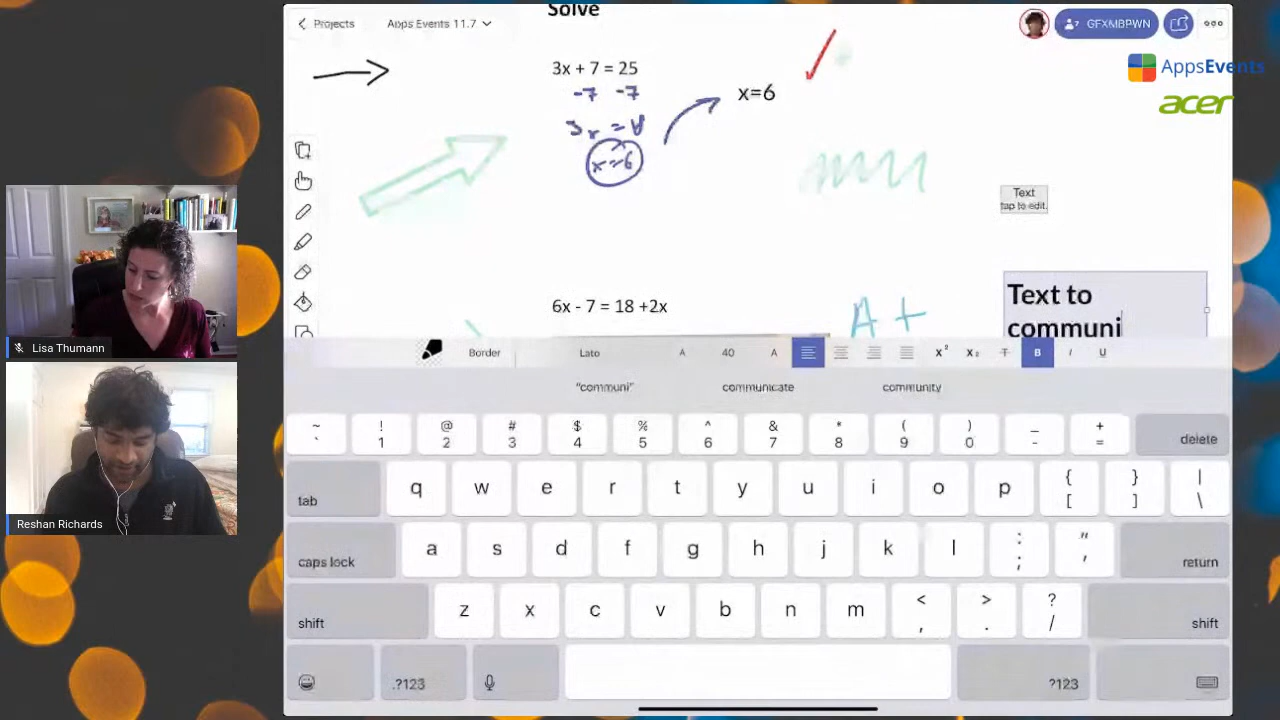 Solve
Projects
Apps Events 11.7
GFXMBPWN
AppsEvents
acer
3x + 7 = 25
-7 -7
x=6
x=6
Text
tap to edit.
6x - 7 = 18 +2x
A+
Text to
communi
Lisa Thumann
Reshan Richards
Border
Lato
A
40
A
X²
X₂
T
B
I
U
"communi"
communicate
community
~ ! @ # $ % ^ & * ( ) _ +
` 1 2 3 4 5 6 7 8 9 0 - = delete
tab q w e r t y u i o p { } |
[ ] \
caps lock a s d f g h j k l : "
; ' return
shift z x c v b n m < > ? shift
, . /
.?123
?123